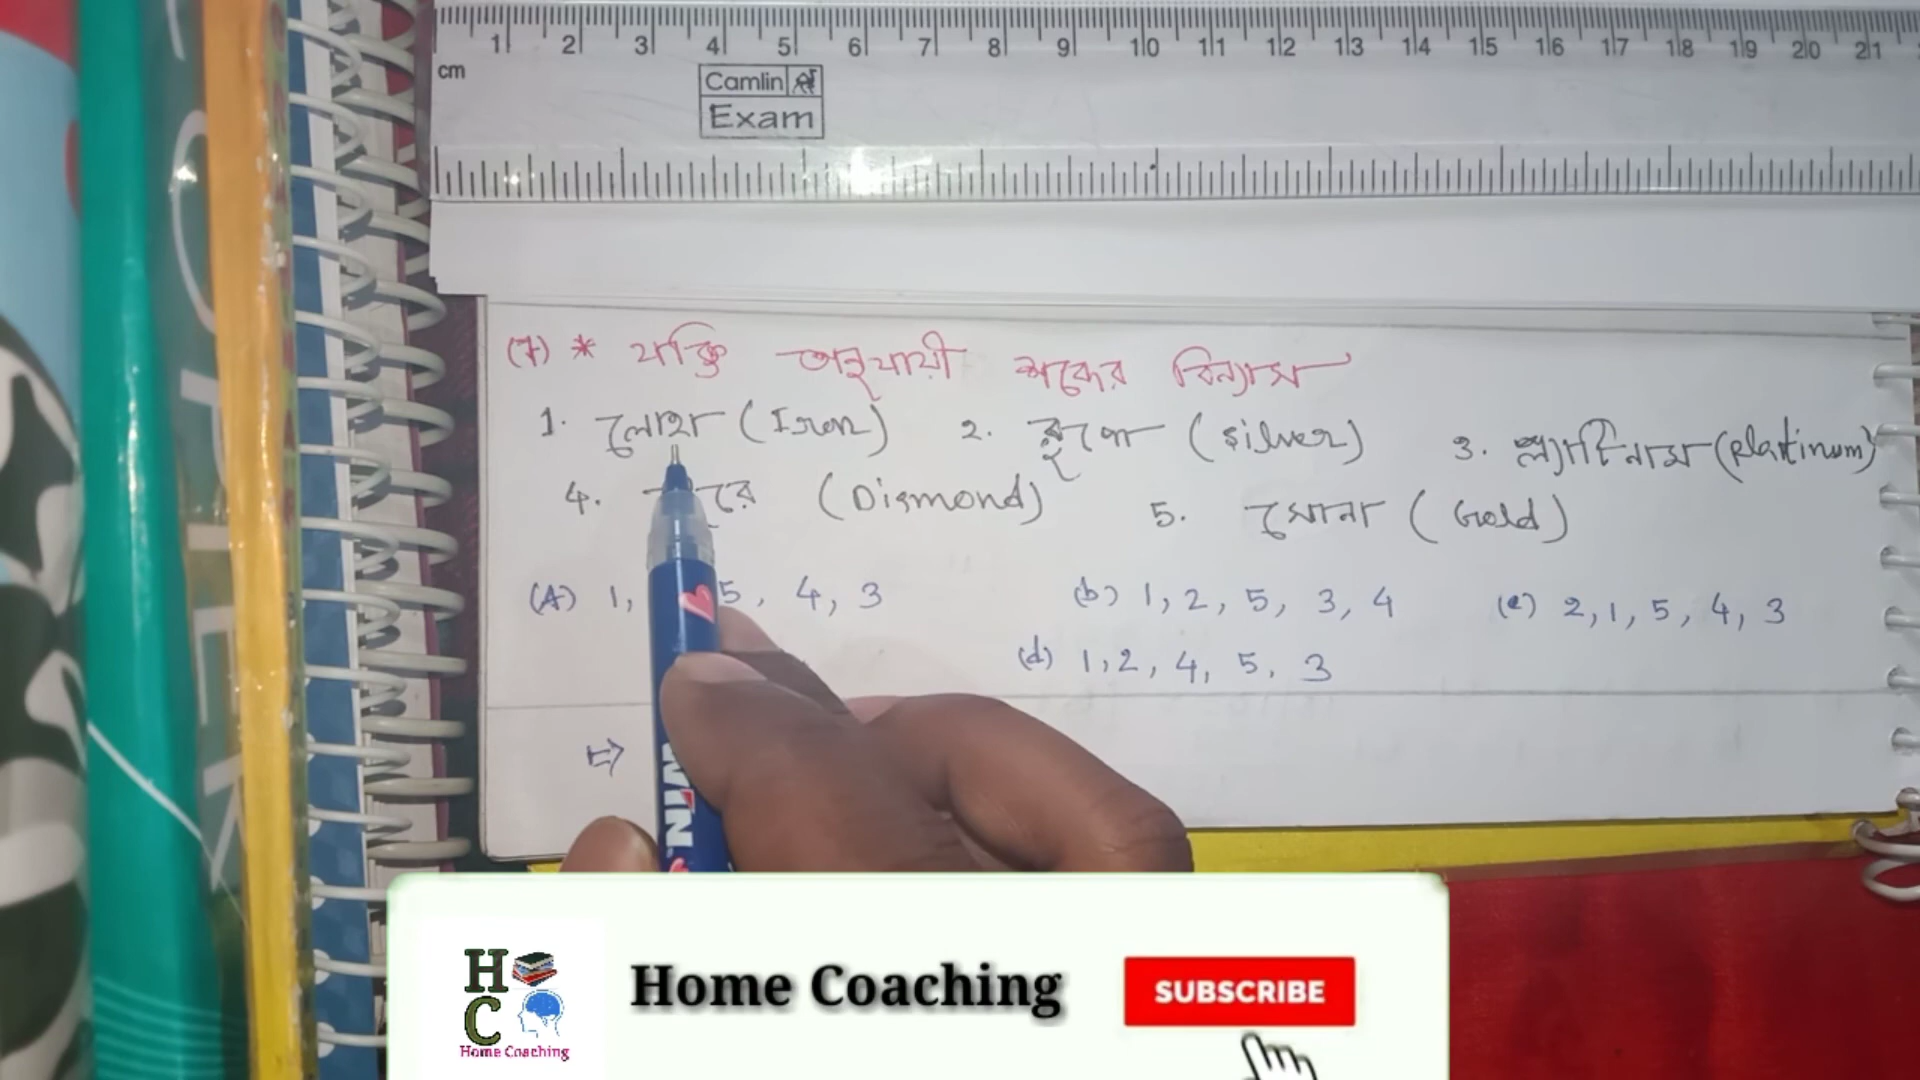 1 2 3 4 5 6 7 8 9 10 11 12 13 14 15 16 17 18 19 20 21
cm
Camlin
Exam
(7) * যুক্তি অনুযায়ী শব্দের বিন্যাস
1. লোহা (Iron) 2. রূপো (Silver) 3. প্ল্যাটিনাম (Platinum)
4. (Diamond) 5. সোনা (Gold)
(A) 1, 5, 4, 3 (b) 1, 2, 5, 3, 4 (c) 2, 1, 5, 4, 3
(d) 1, 2, 4, 5, 3
⇒
WIN
HC
Home Coaching
Home Coaching
SUBSCRIBE